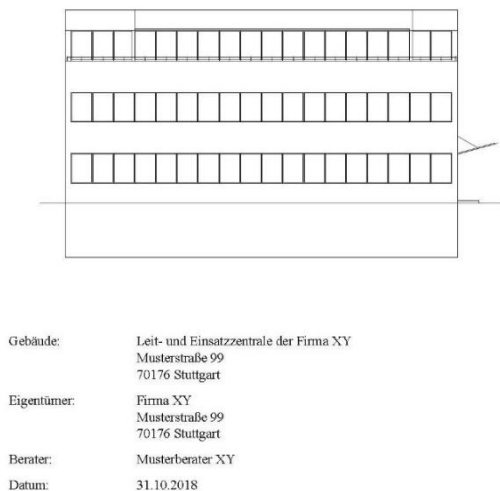 Gebäude: Leit- und Einsatzzentrale der Firma XY
Musterstraße 99
70176 Stuttgart
Eigentümer: Firma XY
Musterstraße 99
70176 Stuttgart
Berater: Musterberater XY
Datum: 31.10.2018